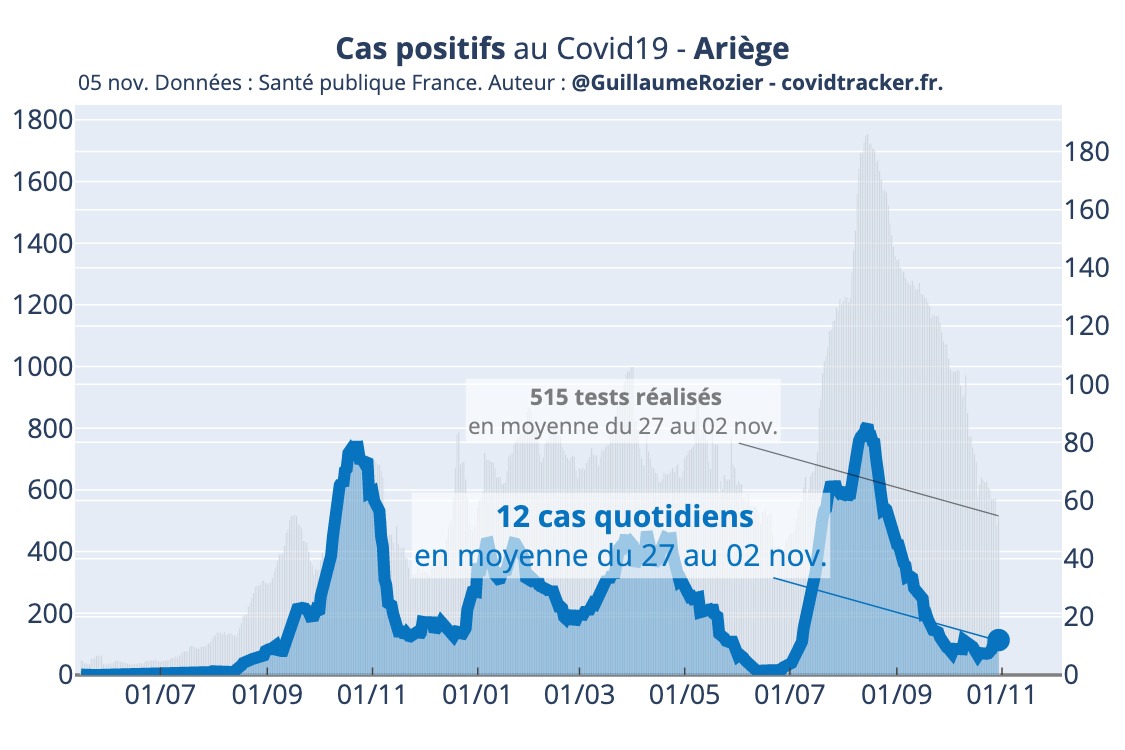 Cas positifs au Covid19 - Ariège
05 nov. Données : Santé publique France. Auteur : @GuillaumeRozier - covidtracker.fr.
1800
1600
1400
1200
1000
800
600
400
200
0
180
160
140
120
100
80
60
40
20
0
515 tests réalisés
en moyenne du 27 au 02 nov.
12 cas quotidiens
en moyenne du 27 au 02 nov.
01/07 01/09 01/11 01/01 01/03 01/05 01/07 01/09 01/11